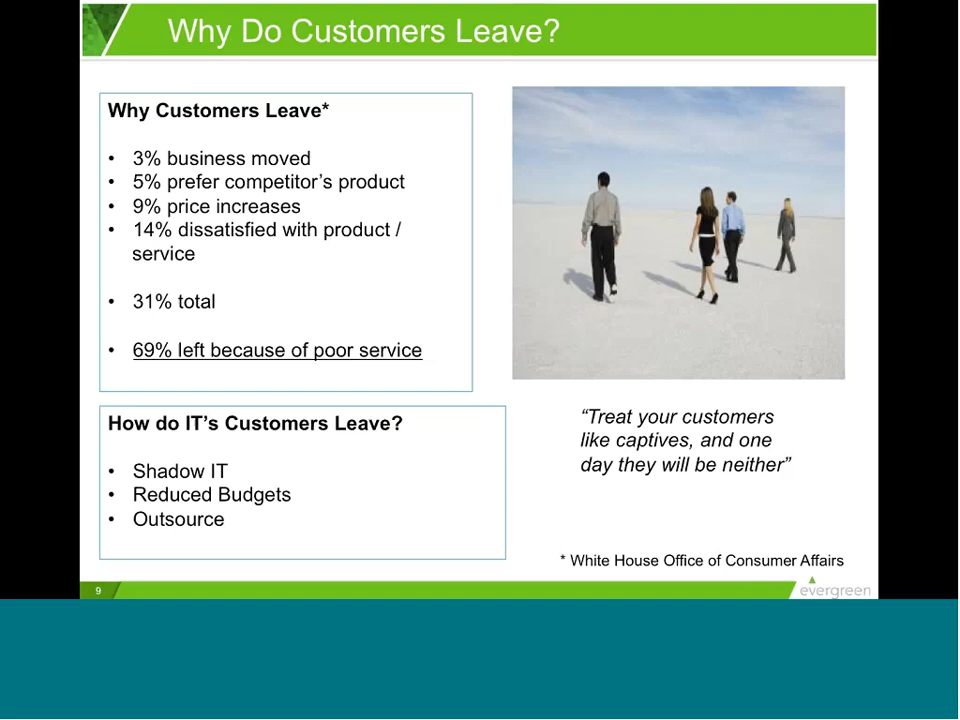 Why Do Customers Leave?
Why Customers Leave*
• 3% business moved
• 5% prefer competitor’s product
• 9% price increases
• 14% dissatisfied with product /
service
• 31% total
• 69% left because of poor service
How do IT’s Customers Leave?
• Shadow IT
• Reduced Budgets
• Outsource
“Treat your customers
like captives, and one
day they will be neither”
* White House Office of Consumer Affairs
9
evergreen